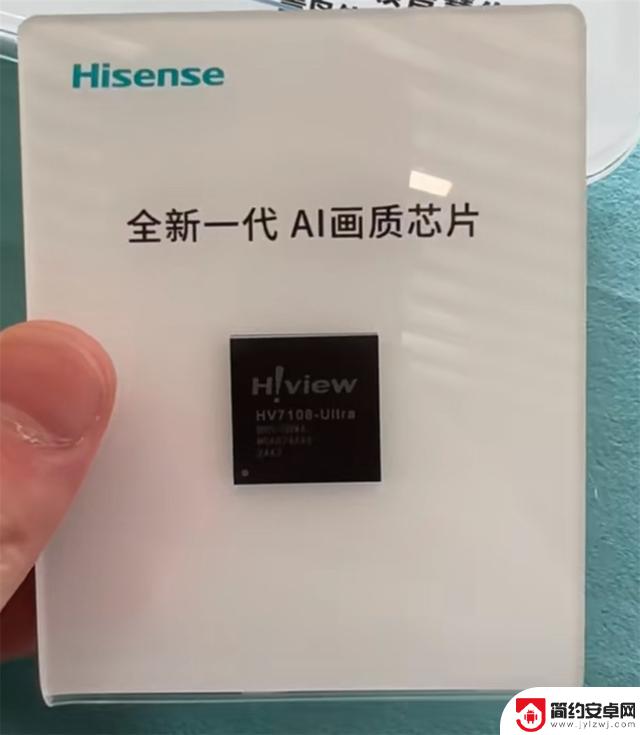 Hisense
全新一代 AI画质芯片
H!view
HV7108-Ultra
简约安卓网
www.jylzwj.com